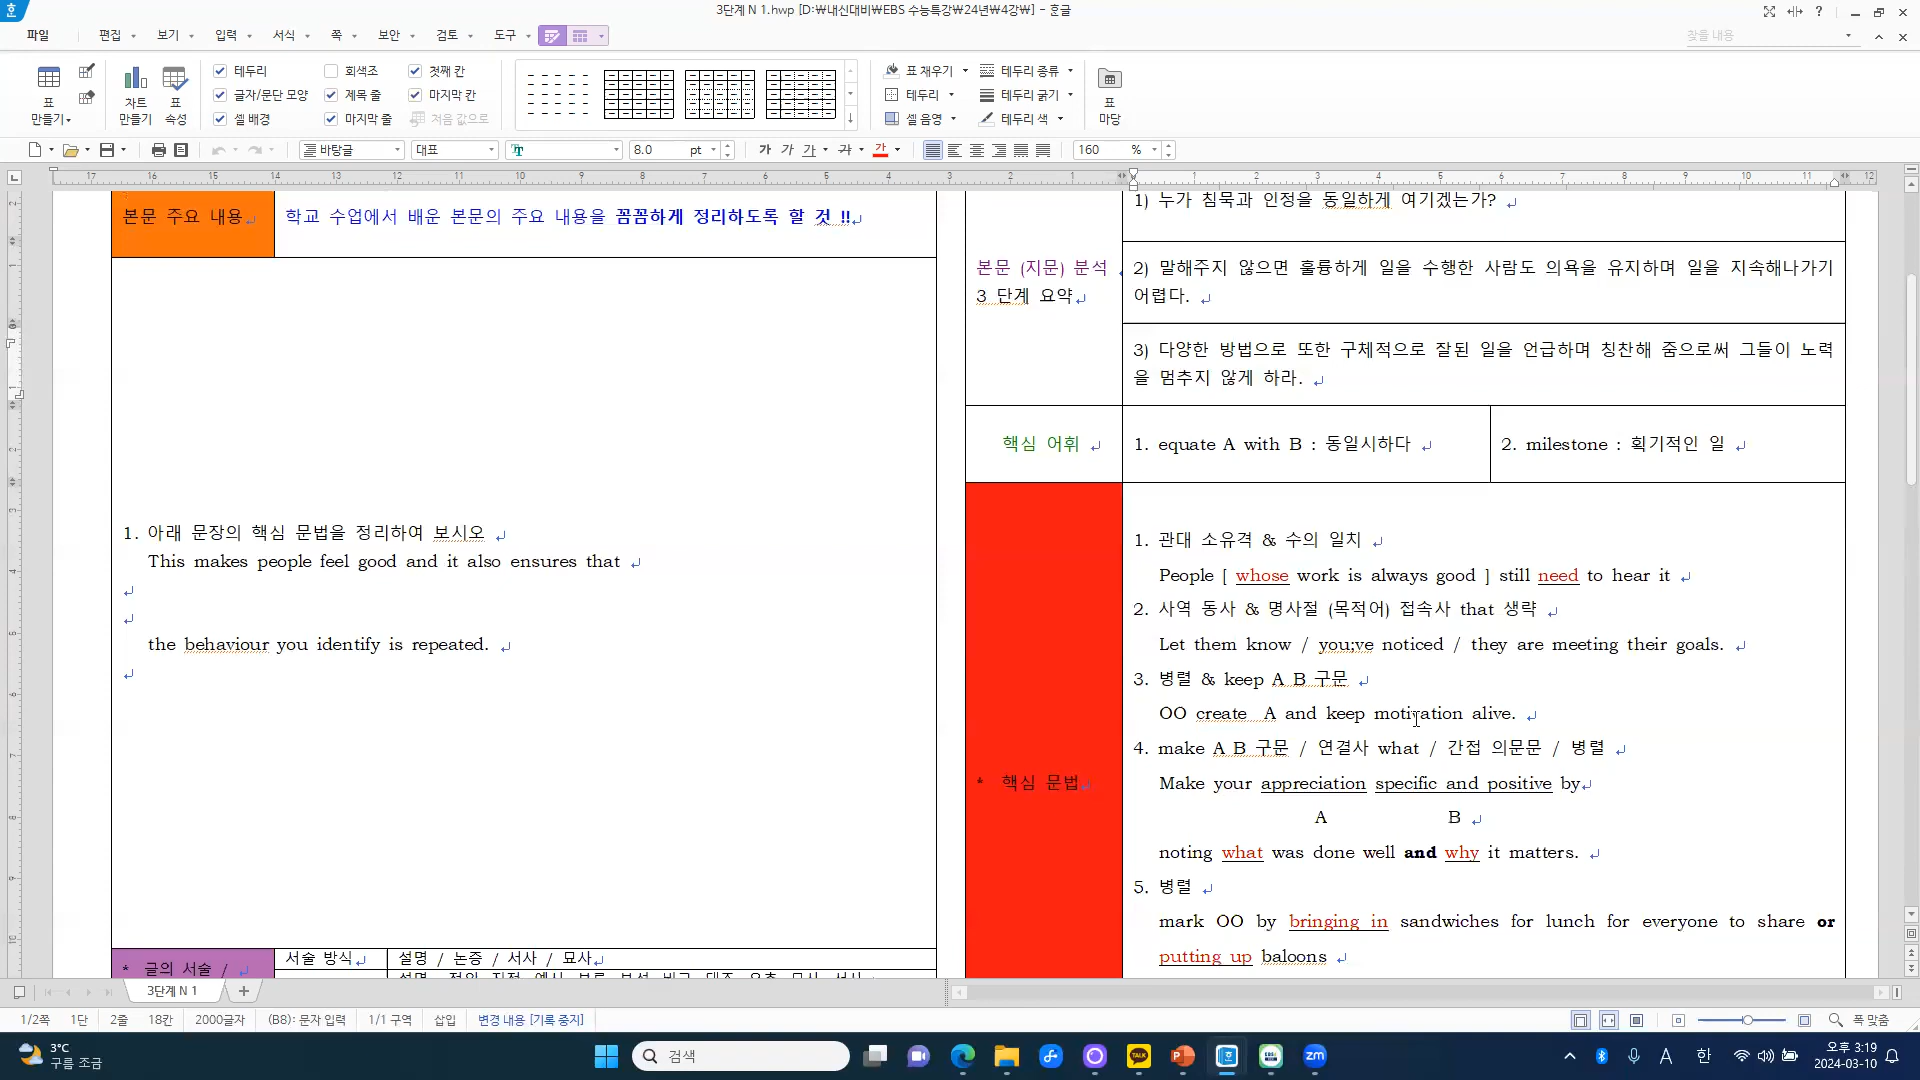 3단계 N 1.hwp [D:₩내신대비₩EBS 수능특강₩24년₩4강₩] - 한글
파일 편집 보기 입력 서식 쪽 보안 검토 도구 찾을 내용
테두리 회색조 첫째 칸
글자/문단 모양 제목 줄 마지막 칸
셀 배경 마지막 줄 처음 값으로
표 만들기
차트 만들기
표 속성
표 채우기 테두리 종류
테두리 테두리 굵기
셀 음영 테두리 색
표 마당
바탕글 대표 8.0 pt 가 가 가 가 가 160 %
본문 주요 내용 학교 수업에서 배운 본문의 주요 내용을 꼼꼼하게 정리하도록 할 것 !!
1. 아래 문장의 핵심 문법을 정리하여 보시오
This makes people feel good and it also ensures that
the behaviour you identify is repeated.
* 글의 서술 /
서술 방식 설명 / 논증 / 서사 / 묘사
본문 (지문) 분석
3 단계 요약
1) 누가 침묵과 인정을 동일하게 여기겠는가?
2) 말해주지 않으면 훌륭하게 일을 수행한 사람도 의욕을 유지하며 일을 지속해나가기
어렵다.
3) 다양한 방법으로 또한 구체적으로 잘된 일을 언급하며 칭찬해 줌으로써 그들이 노력
을 멈추지 않게 하라.
핵심 어휘 1. equate A with B : 동일시하다 2. milestone : 획기적인 일
* 핵심 문법
1. 관대 소유격 & 수의 일치
People [ whose work is always good ] still need to hear it
2. 사역 동사 & 명사절 (목적어) 접속사 that 생략
Let them know / you;ve noticed / they are meeting their goals.
3. 병렬 & keep A B 구문
OO create A and keep motivation alive.
4. make A B 구문 / 연결사 what / 간접 의문문 / 병렬
Make your appreciation specific and positive by
A B
noting what was done well and why it matters.
5. 병렬
mark OO by bringing in sandwiches for lunch for everyone to share or
putting up baloons
3단계 N 1
1/2쪽 1단 2줄 18칸 2000글자 (B8): 문자 입력 1/1 구역 삽입 변경 내용 [기록 중지] 폭 맞춤
3°C
구름 조금
검색
TALK
zm
A 한
오후 3:19
2024-03-10